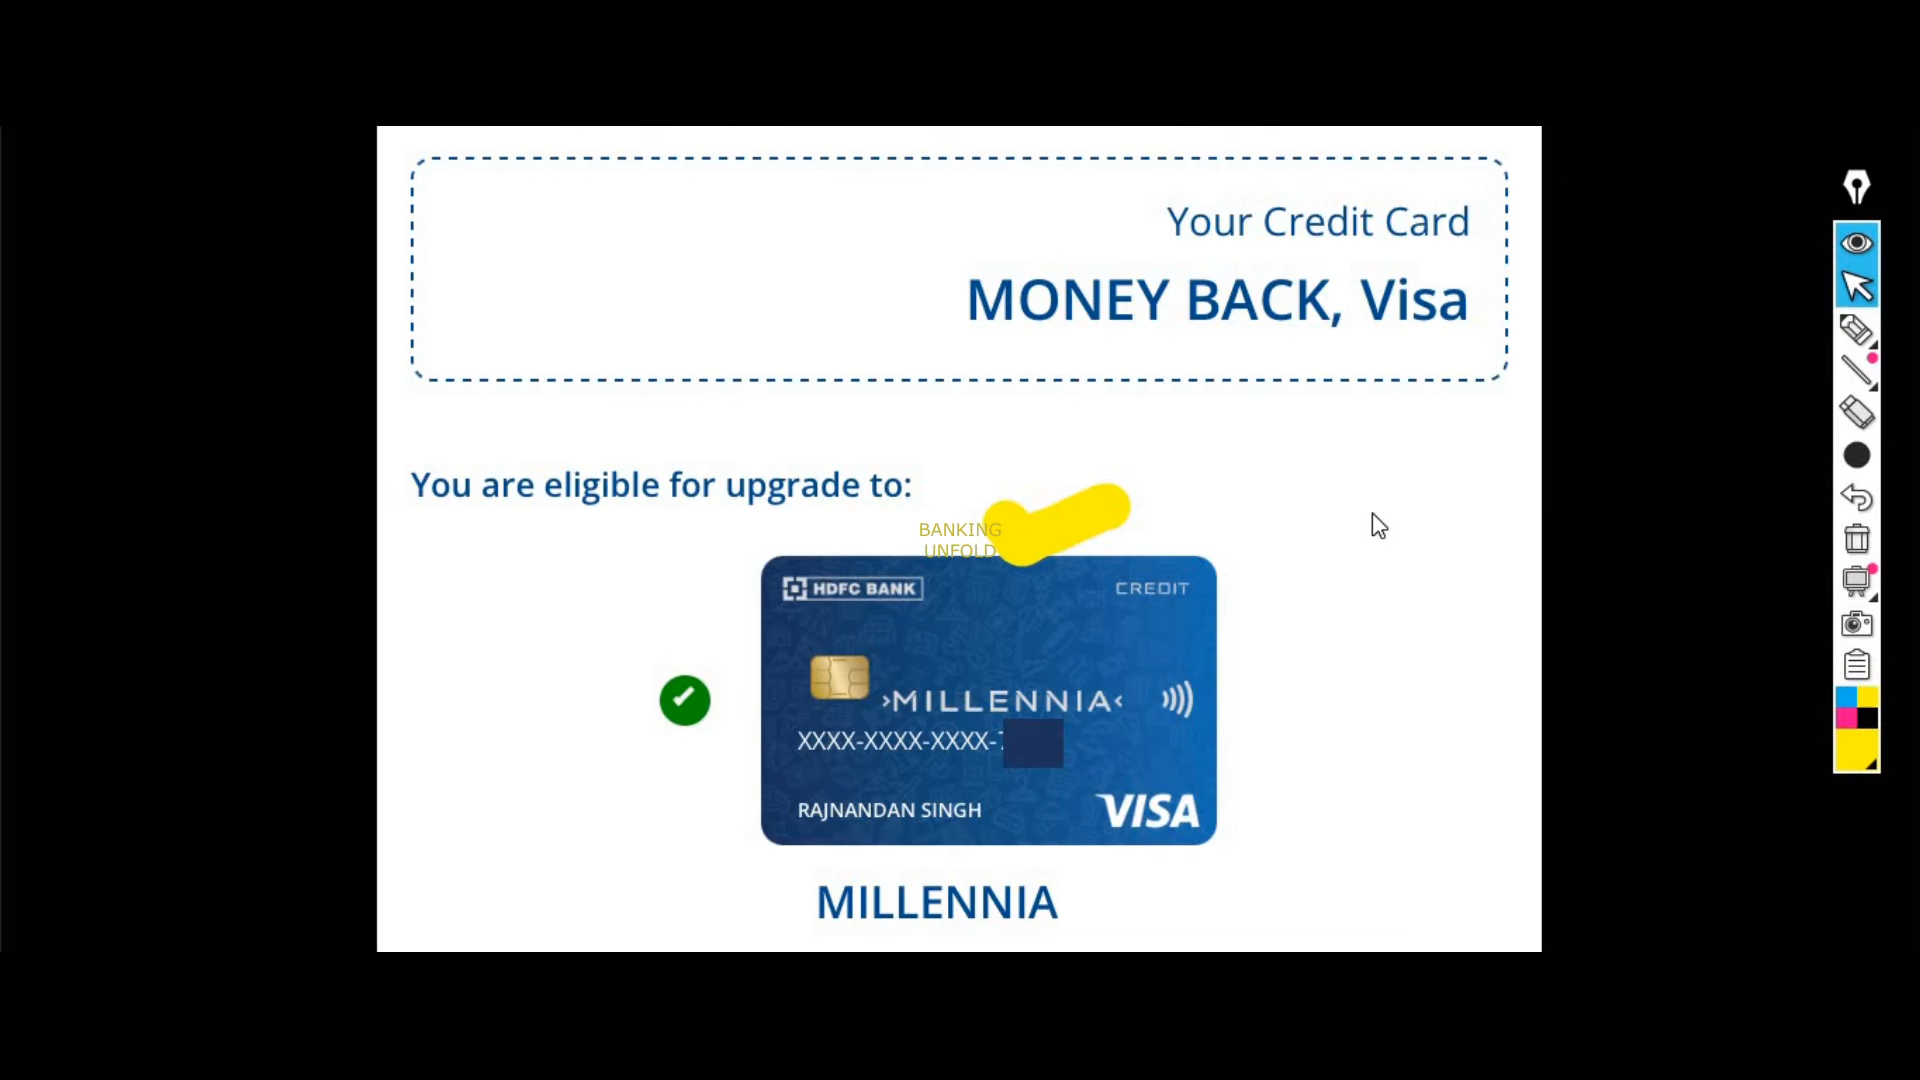 Your Credit Card
MONEY BACK, Visa
You are eligible for upgrade to:
BANKING
UNFOLD
HDFC BANK
CREDIT
›MILLENNIA‹
XXXX-XXXX-XXXX-
RAJNANDAN SINGH
VISA
MILLENNIA